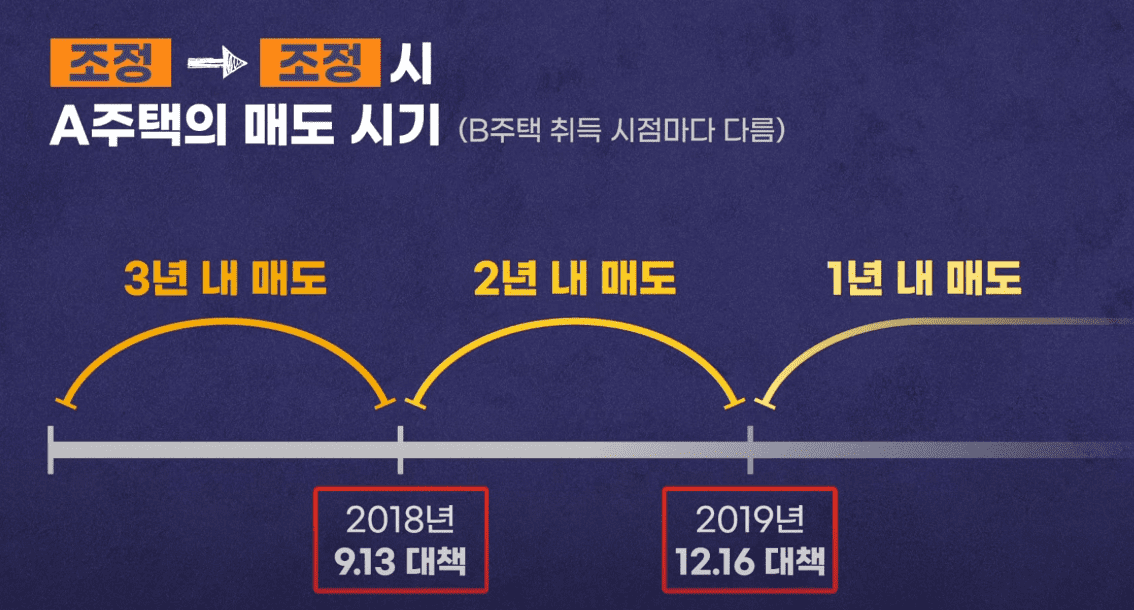 조정 → 조정 시
A주택의 매도 시기 (B주택 취득 시점마다 다름)
3년 내 매도 2년 내 매도 1년 내 매도
2018년
9.13 대책
2019년
12.16 대책